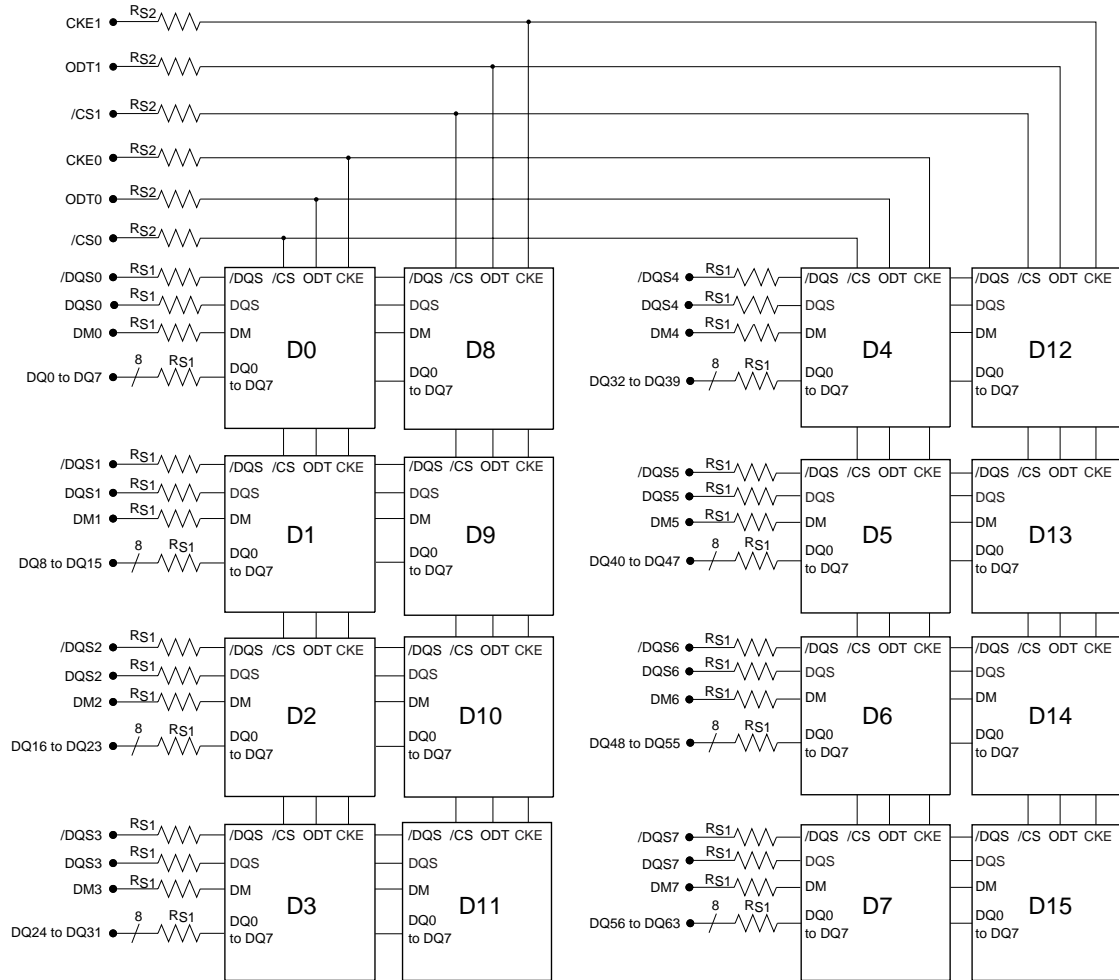 CKE1 RS2
ODT1 RS2
/CS1 RS2
CKE0 RS2
ODT0 RS2
/CS0 RS2
/DQS0 RS1
DQS0 RS1
DM0 RS1
DQ0 to DQ7 8 RS1
/DQS /CS ODT CKE
DQS
DM
D0
DQ0
to DQ7
/DQS /CS ODT CKE
DQS
DM
D8
DQ0
to DQ7
/DQS4 RS1
DQS4 RS1
DM4 RS1
DQ32 to DQ39 8 RS1
/DQS /CS ODT CKE
DQS
DM
D4
DQ0
to DQ7
/DQS /CS ODT CKE
DQS
DM
D12
DQ0
to DQ7
/DQS1 RS1
DQS1 RS1
DM1 RS1
DQ8 to DQ15 8 RS1
/DQS /CS ODT CKE
DQS
DM
D1
DQ0
to DQ7
/DQS /CS ODT CKE
DQS
DM
D9
DQ0
to DQ7
/DQS5 RS1
DQS5 RS1
DM5 RS1
DQ40 to DQ47 8 RS1
/DQS /CS ODT CKE
DQS
DM
D5
DQ0
to DQ7
/DQS /CS ODT CKE
DQS
DM
D13
DQ0
to DQ7
/DQS2 RS1
DQS2 RS1
DM2 RS1
DQ16 to DQ23 8 RS1
/DQS /CS ODT CKE
DQS
DM
D2
DQ0
to DQ7
/DQS /CS ODT CKE
DQS
DM
D10
DQ0
to DQ7
/DQS6 RS1
DQS6 RS1
DM6 RS1
DQ48 to DQ55 8 RS1
/DQS /CS ODT CKE
DQS
DM
D6
DQ0
to DQ7
/DQS /CS ODT CKE
DQS
DM
D14
DQ0
to DQ7
/DQS3 RS1
DQS3 RS1
DM3 RS1
DQ24 to DQ31 8 RS1
/DQS /CS ODT CKE
DQS
DM
D3
DQ0
to DQ7
/DQS /CS ODT CKE
DQS
DM
D11
DQ0
to DQ7
/DQS7 RS1
DQS7 RS1
DM7 RS1
DQ56 to DQ63 8 RS1
/DQS /CS ODT CKE
DQS
DM
D7
DQ0
to DQ7
/DQS /CS ODT CKE
DQS
DM
D15
DQ0
to DQ7